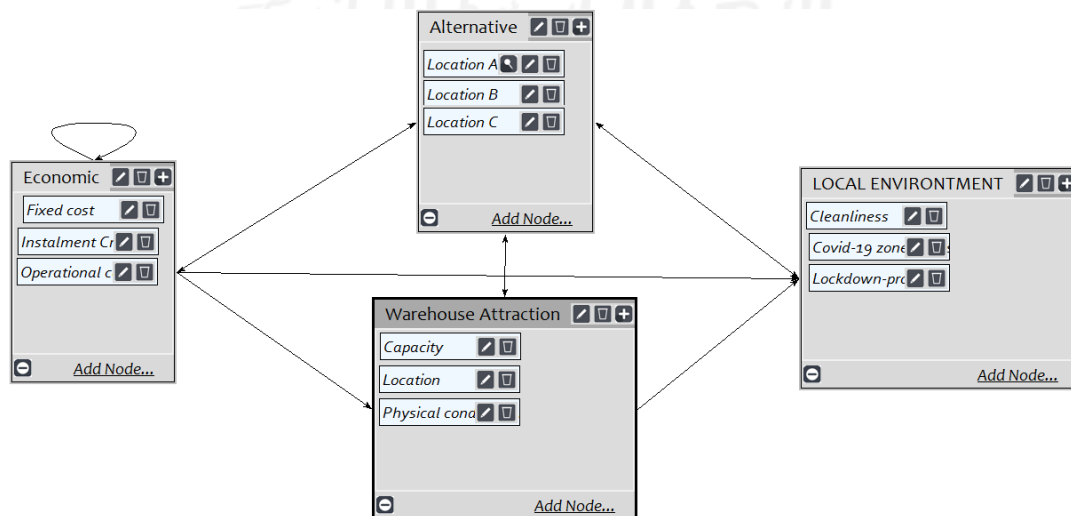 Alternative
Location A
Location B
Location C
Add Node...
Economic
Fixed cost
Instalment Cr
Operational c
Add Node...
LOCAL ENVIRONTMENT
Cleanliness
Covid-19 zone
Lockdown-pro
Add Node...
Warehouse Attraction
Capacity
Location
Physical cond
Add Node...